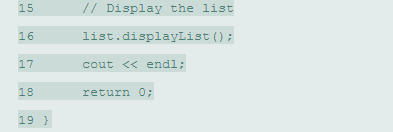 15      // Display the list
16      list.displayList();
17      cout << endl;
18      return 0;
19 }